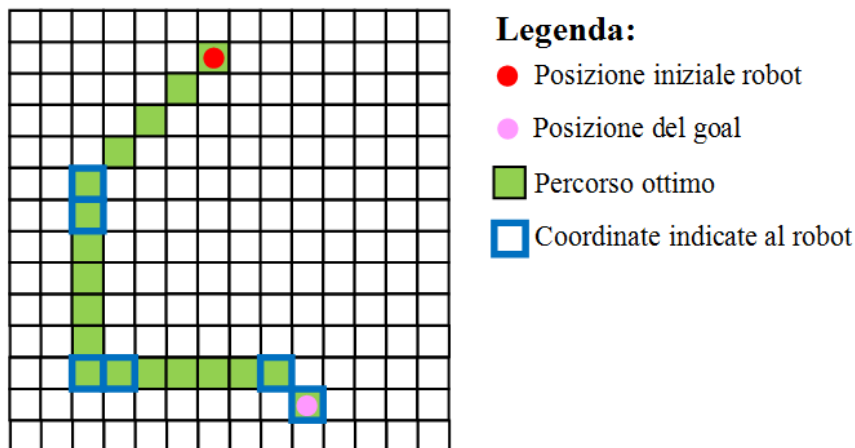 Legenda:
Posizione iniziale robot
Posizione del goal
Percorso ottimo
Coordinate indicate al robot